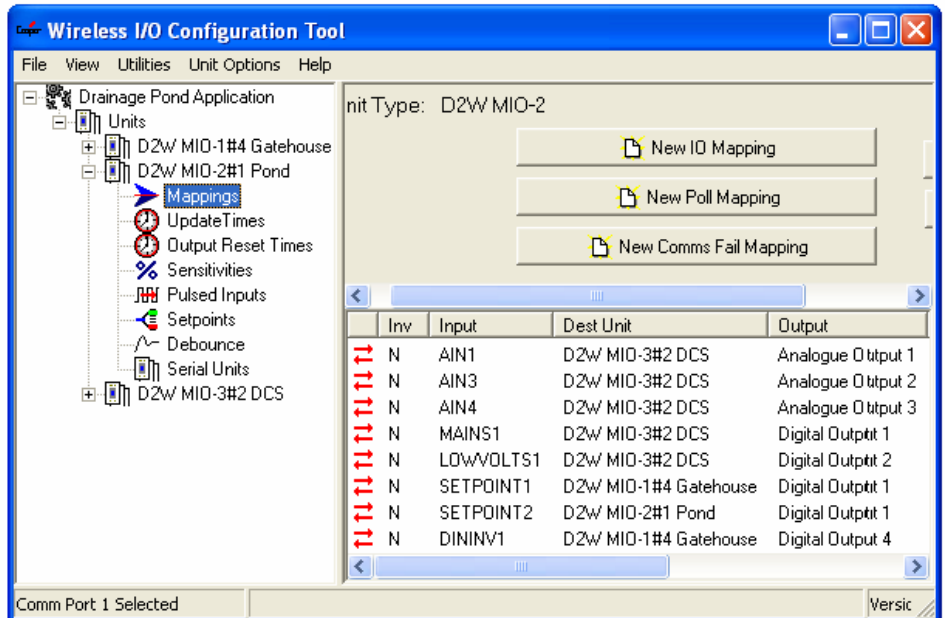 Cooper Wireless I/O Configuration Tool
File View Utilities Unit Options Help
Drainage Pond Application
Units
D2W MIO-1#4 Gatehouse
D2W MIO-2#1 Pond
Mappings
UpdateTimes
Output Reset Times
Sensitivities
Pulsed Inputs
Setpoints
Debounce
Serial Units
D2W MIO-3#2 DCS
nit Type: D2W MIO-2
New IO Mapping
New Poll Mapping
New Comms Fail Mapping
Inv Input Dest Unit Output
N AIN1 D2W MIO-3#2 DCS Analogue Output 1
N AIN3 D2W MIO-3#2 DCS Analogue Output 2
N AIN4 D2W MIO-3#2 DCS Analogue Output 3
N MAINS1 D2W MIO-3#2 DCS Digital Output 1
N LOWVOLTS1 D2W MIO-3#2 DCS Digital Output 2
N SETPOINT1 D2W MIO-1#4 Gatehouse Digital Output 1
N SETPOINT2 D2W MIO-2#1 Pond Digital Output 1
N DININV1 D2W MIO-1#4 Gatehouse Digital Output 4
Comm Port 1 Selected Versic